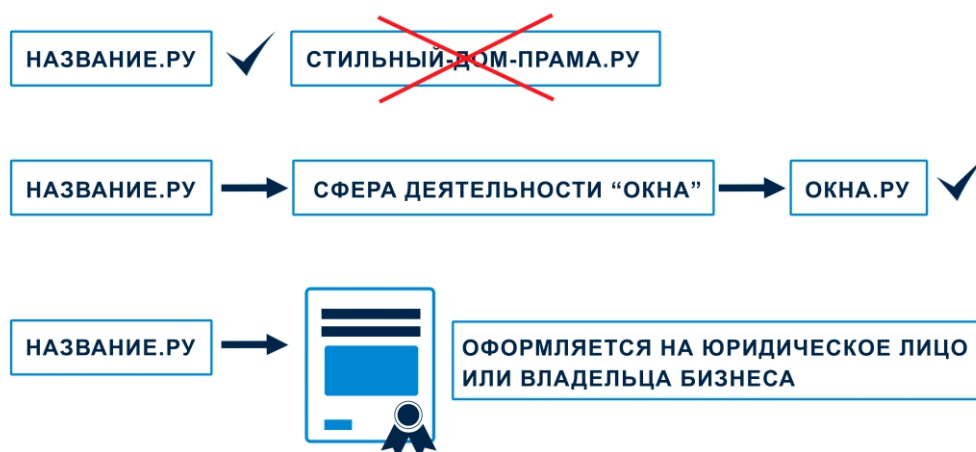 НАЗВАНИЕ.РУ
СТИЛЬНЫЙ-ДОМ-ПРАМА.РУ
НАЗВАНИЕ.РУ
СФЕРА ДЕЯТЕЛЬНОСТИ “ОКНА”
ОКНА.РУ
НАЗВАНИЕ.РУ
ОФОРМЛЯЕТСЯ НА ЮРИДИЧЕСКОЕ ЛИЦО
ИЛИ ВЛАДЕЛЬЦА БИЗНЕСА